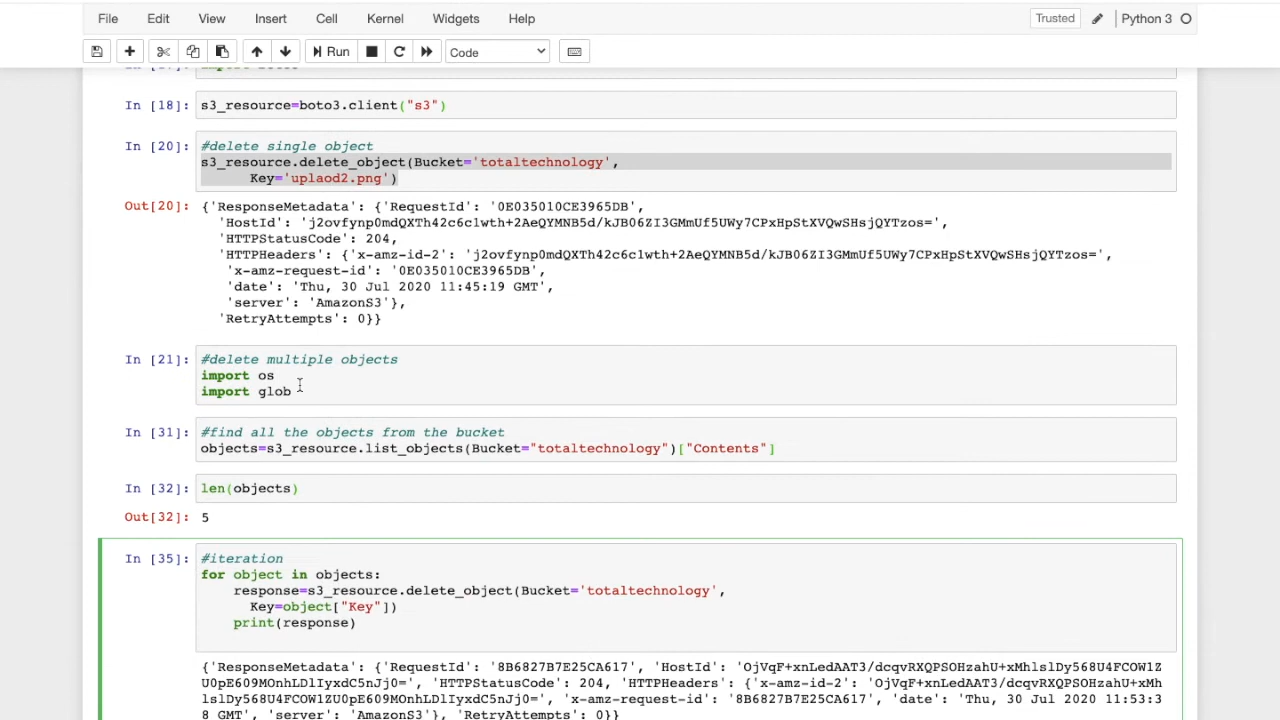 File Edit View Insert Cell Kernel Widgets Help Trusted Python 3
Run Code
In [18]: s3_resource=boto3.client("s3")
In [20]: #delete single object
s3_resource.delete_object(Bucket='totaltechnology',
Key='uplaod2.png')
Out[20]: {'ResponseMetadata': {'RequestId': '0E035010CE3965DB',
'HostId': 'j2ovfynp0mdQXTh42c6c1wth+2AeQYMNB5d/kJB06ZI3GMmUf5UWy7CPxHpStXVQwSHsjQYTzos=',
'HTTPStatusCode': 204,
'HTTPHeaders': {'x-amz-id-2': 'j2ovfynp0mdQXTh42c6c1wth+2AeQYMNB5d/kJB06ZI3GMmUf5UWy7CPxHpStXVQwSHsjQYTzos=',
'x-amz-request-id': '0E035010CE3965DB',
'date': 'Thu, 30 Jul 2020 11:45:19 GMT',
'server': 'AmazonS3'},
'RetryAttempts': 0}}
In [21]: #delete multiple objects
import os
import glob
In [31]: #find all the objects from the bucket
objects=s3_resource.list_objects(Bucket="totaltechnology")["Contents"]
In [32]: len(objects)
Out[32]: 5
In [35]: #iteration
for object in objects:
response=s3_resource.delete_object(Bucket='totaltechnology',
Key=object["Key"])
print(response)
{'ResponseMetadata': {'RequestId': '8B6827B7E25CA617', 'HostId': 'OjVqF+xnLedAAT3/dcqvRXQPSOHzahU+xMhlslDy568U4FCOW1Z
U0pE609MOnhLDlIyxdC5nJj0=', 'HTTPStatusCode': 204, 'HTTPHeaders': {'x-amz-id-2': 'OjVqF+xnLedAAT3/dcqvRXQPSOHzahU+xMh
lslDy568U4FCOW1ZU0pE609MOnhLDlIyxdC5nJj0=', 'x-amz-request-id': '8B6827B7E25CA617', 'date': 'Thu, 30 Jul 2020 11:53:3
8 GMT', 'server': 'AmazonS3'}, 'RetryAttempts': 0}}